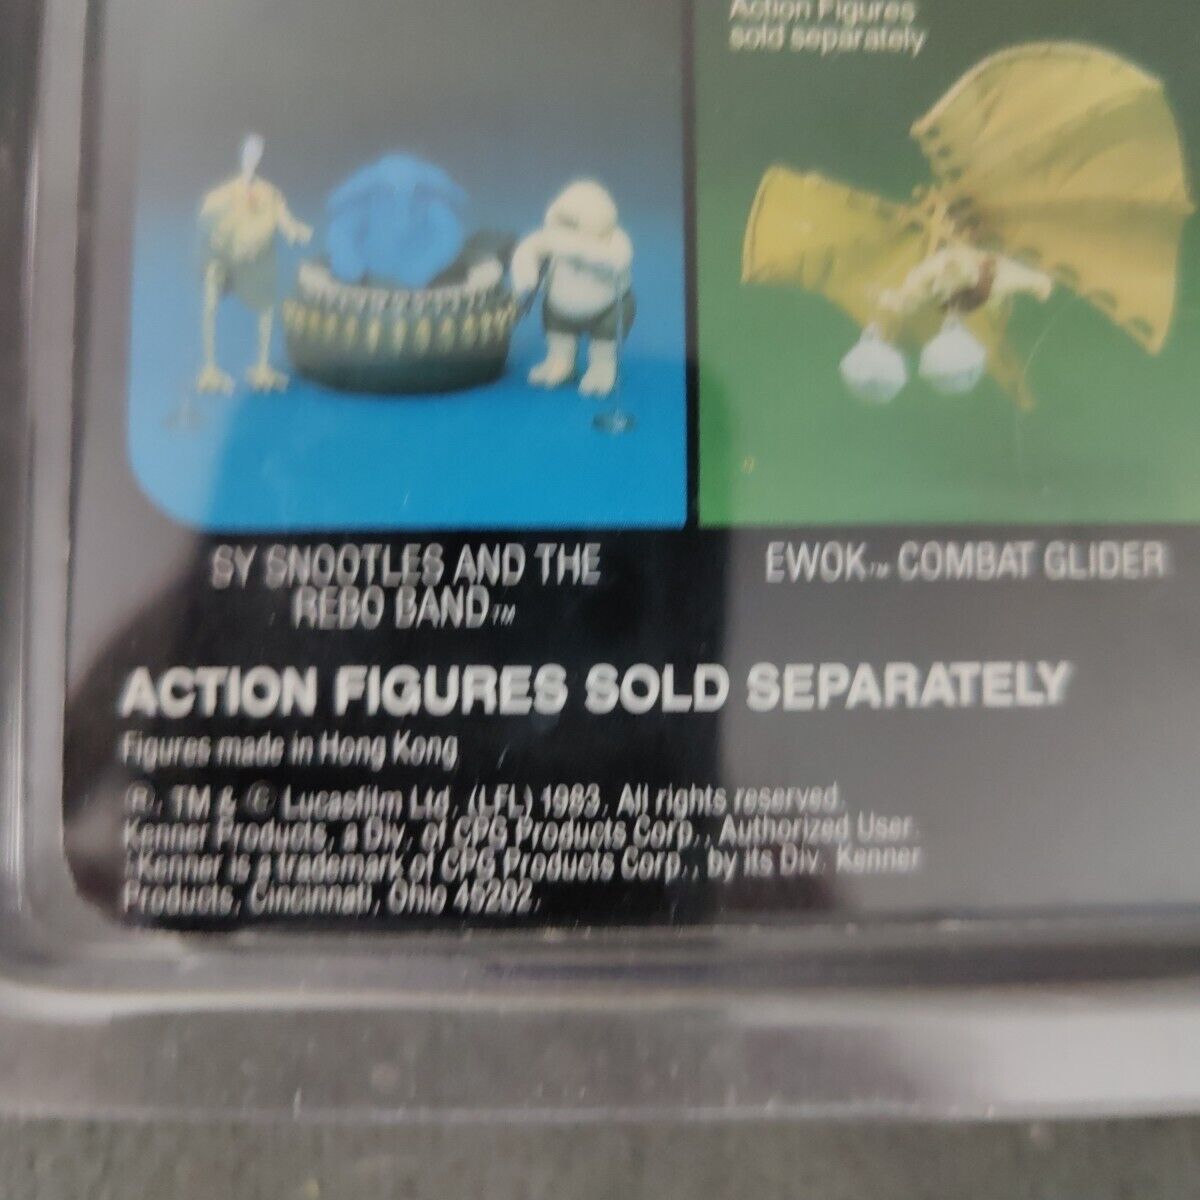 Action Figures
sold separately
SY SNOOTLES AND THE
REBO BAND™
EWOK™ COMBAT GLIDER
ACTION FIGURES SOLD SEPARATELY
Figures made in Hong Kong
®, TM & © Lucasfilm Ltd. (LFL) 1983. All rights reserved.
Kenner Products, a Div. of CPG Products Corp., Authorized User.
Kenner is a trademark of CPG Products Corp., by its Div. Kenner
Products, Cincinnati, Ohio 45202.